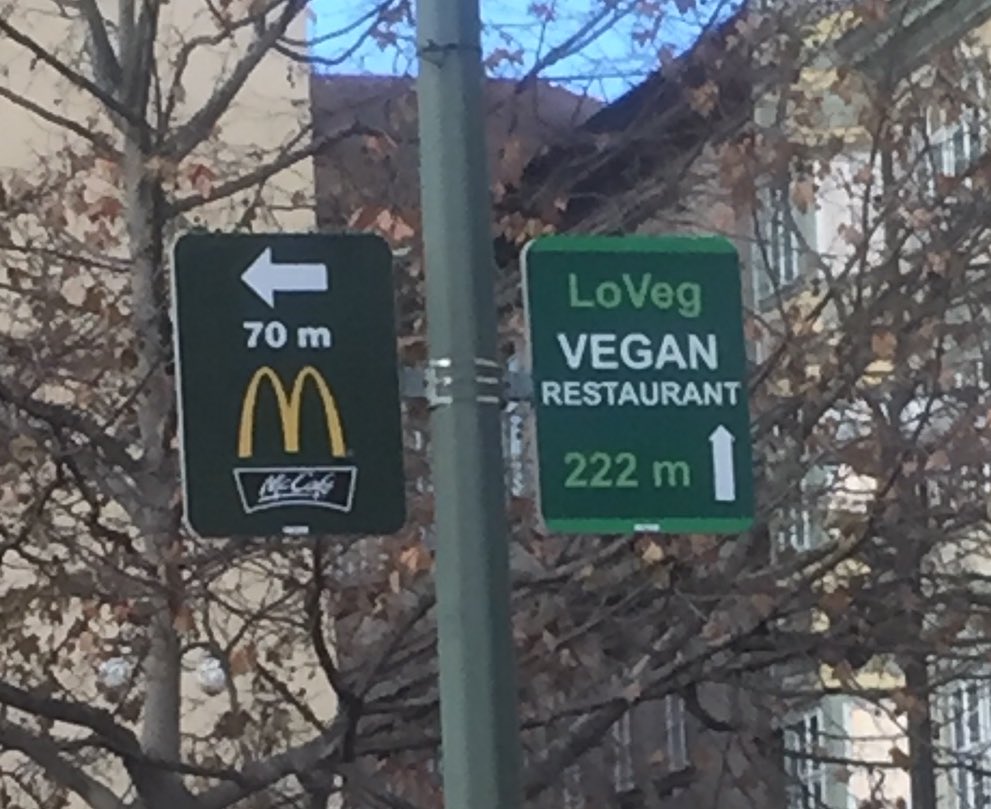 70 m
McCafé
LoVeg
VEGAN
RESTAURANT
222 m